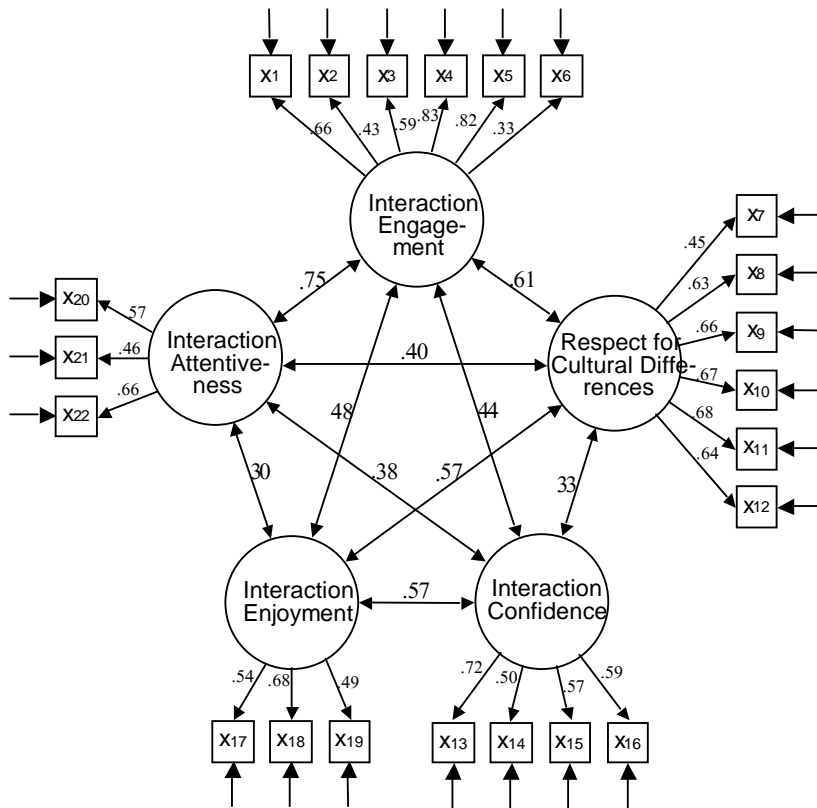 x1 x2 x3 x4 x5 x6
.66 .43 .59 .83 .82 .33
Interaction
Engage-
ment
x7
.45
x8
.63
x9
.66
x10
.67
x11
.68
x12
.64
.75
.61
x20
.57
x21
.46
x22
.66
Interaction
Attentive-
ness
Respect for
Cultural Diffe-
rences
.40
48
44
30
.38
.57
33
Interaction
Enjoyment
.57
Interaction
Confidence
.54 .68 .49
.72 .50 .57 .59
x17 x18 x19
x13 x14 x15 x16